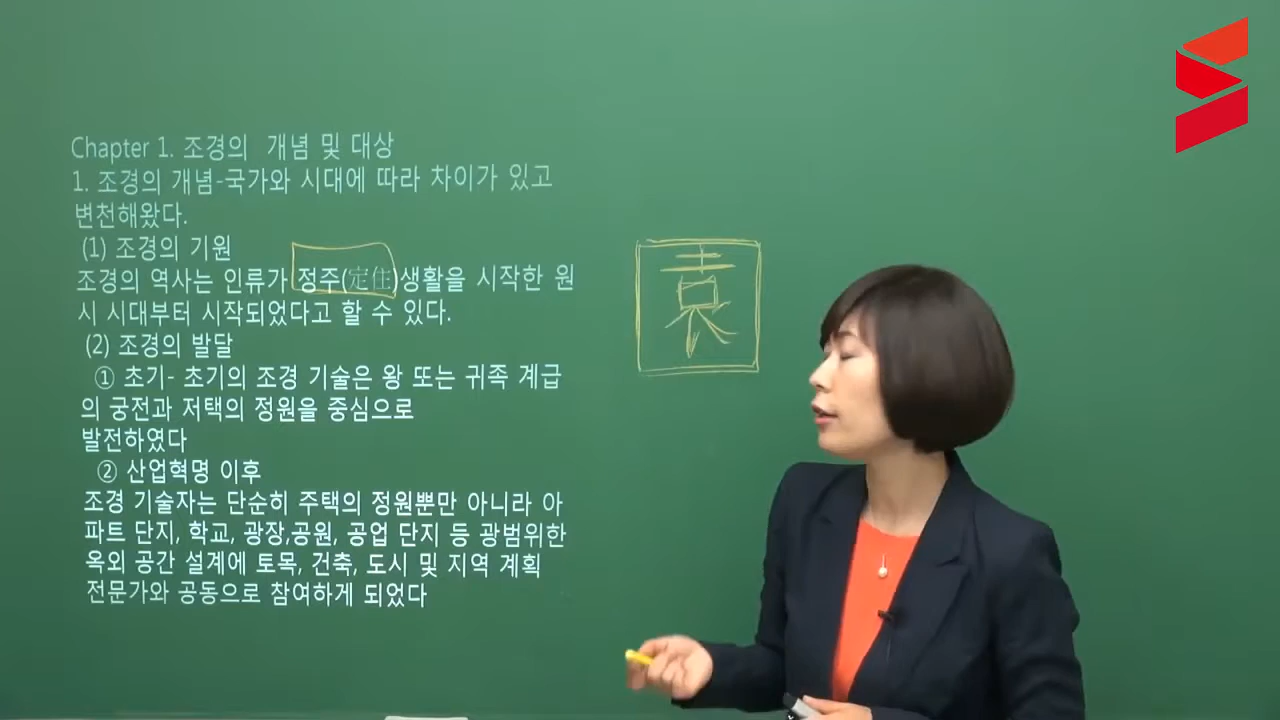 Chapter 1. 조경의 개념 및 대상
1. 조경의 개념-국가와 시대에 따라 차이가 있고
변천해왔다.
(1) 조경의 기원
조경의 역사는 인류가 정주(定住)생활을 시작한 원
시 시대부터 시작되었다고 할 수 있다.
(2) 조경의 발달
① 초기- 초기의 조경 기술은 왕 또는 귀족 계급
의 궁전과 저택의 정원을 중심으로
발전하였다
② 산업혁명 이후
조경 기술자는 단순히 주택의 정원뿐만 아니라 아
파트 단지, 학교, 광장,공원, 공업 단지 등 광범위한
옥외 공간 설계에 토목, 건축, 도시 및 지역 계획
전문가와 공동으로 참여하게 되었다
園